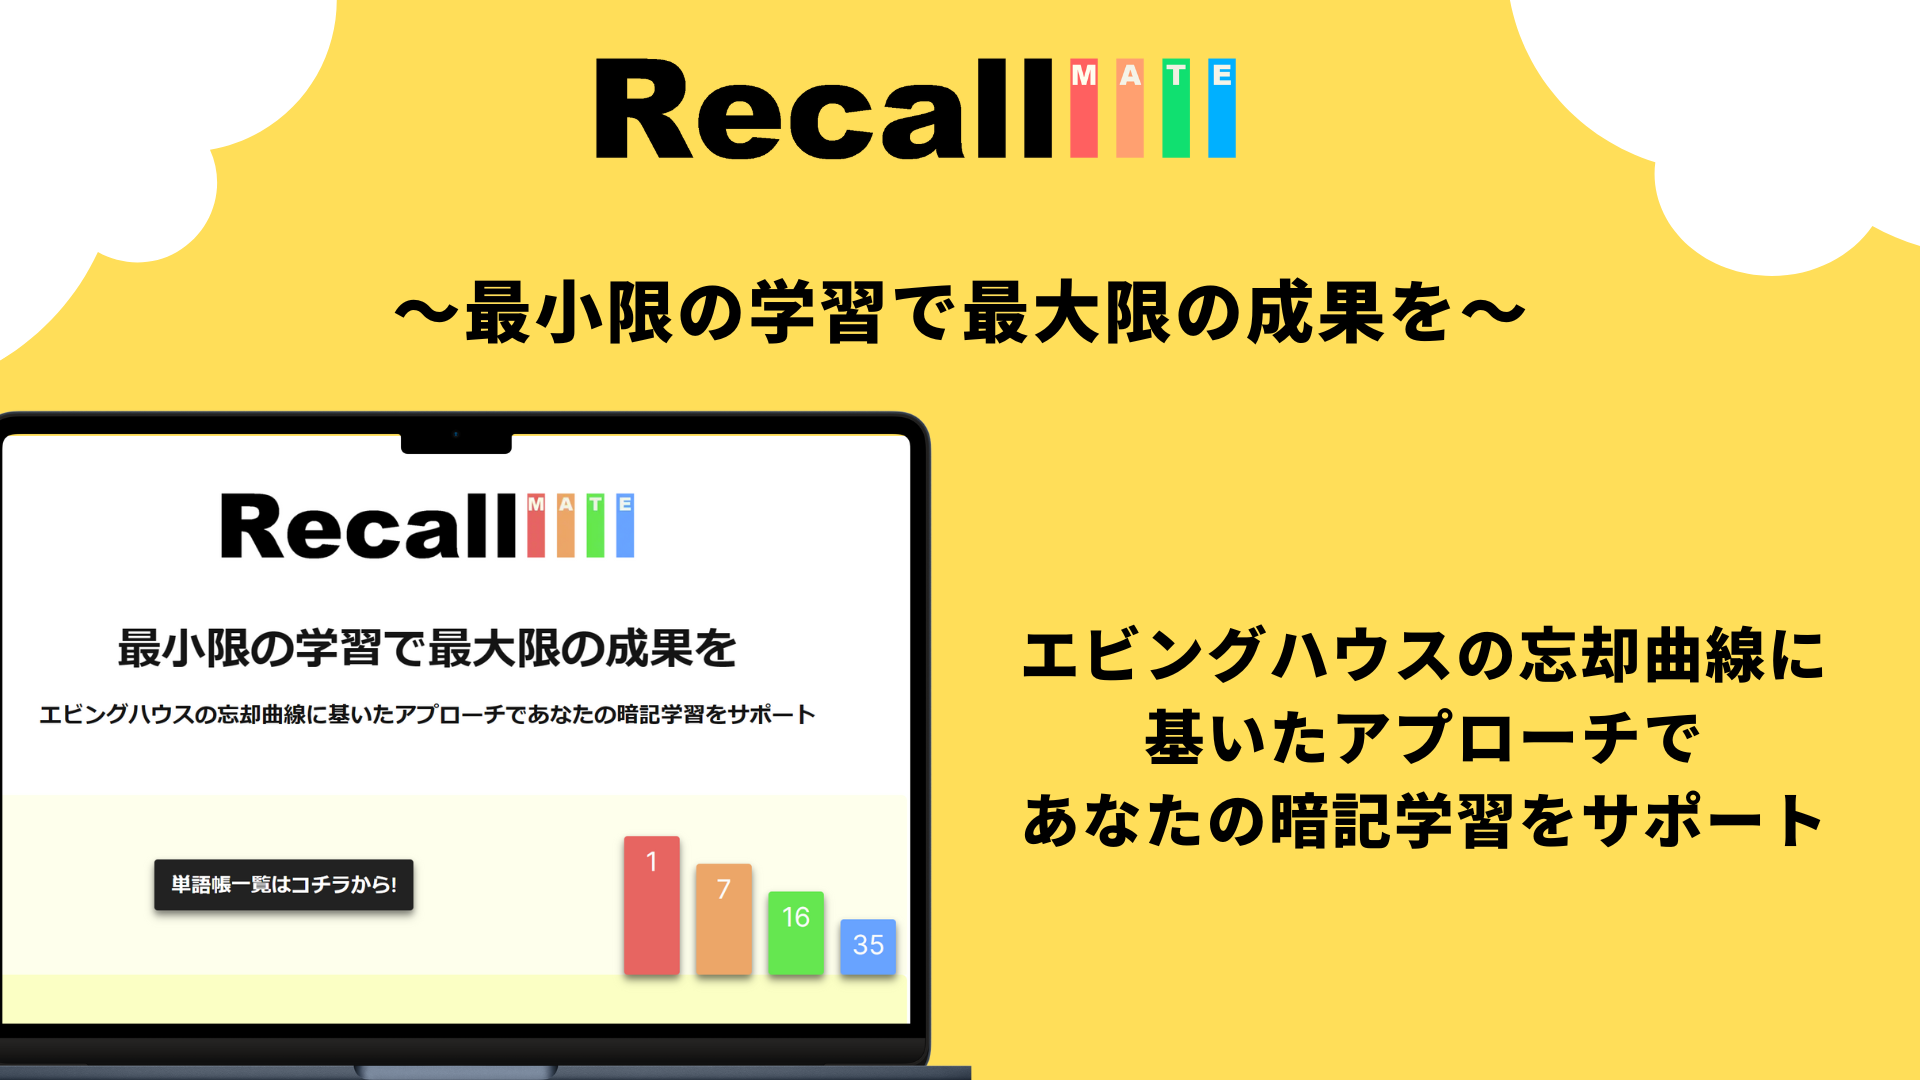 Recall MATE
～最小限の学習で最大限の成果を～
Recall MATE
最小限の学習で最大限の成果を
エビングハウスの忘却曲線に基いたアプローチであなたの暗記学習をサポート
単語帳一覧はコチラから!
1
7
16
35
エビングハウスの忘却曲線に
基いたアプローチで
あなたの暗記学習をサポート